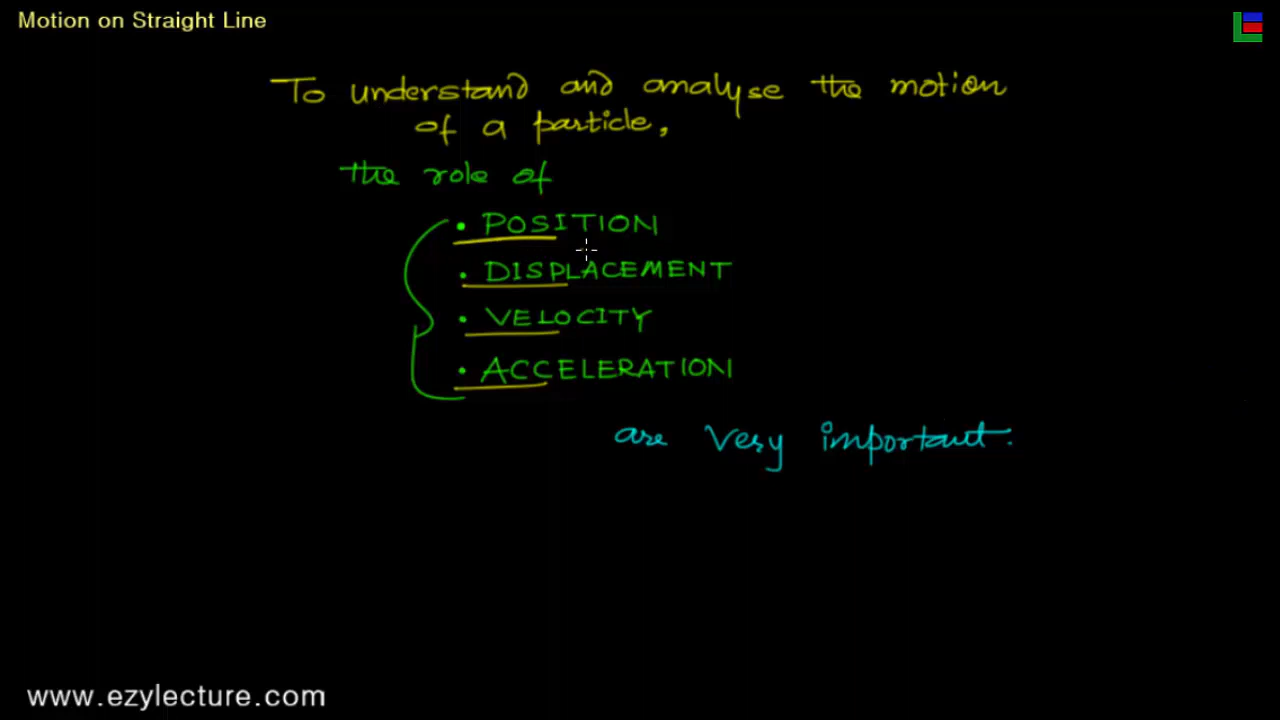 Motion on Straight Line
To understand and analyse the motion
of a particle,
the role of
• POSITION
• DISPLACEMENT
• VELOCITY
• ACCELERATION
are very important.
www.ezylecture.com